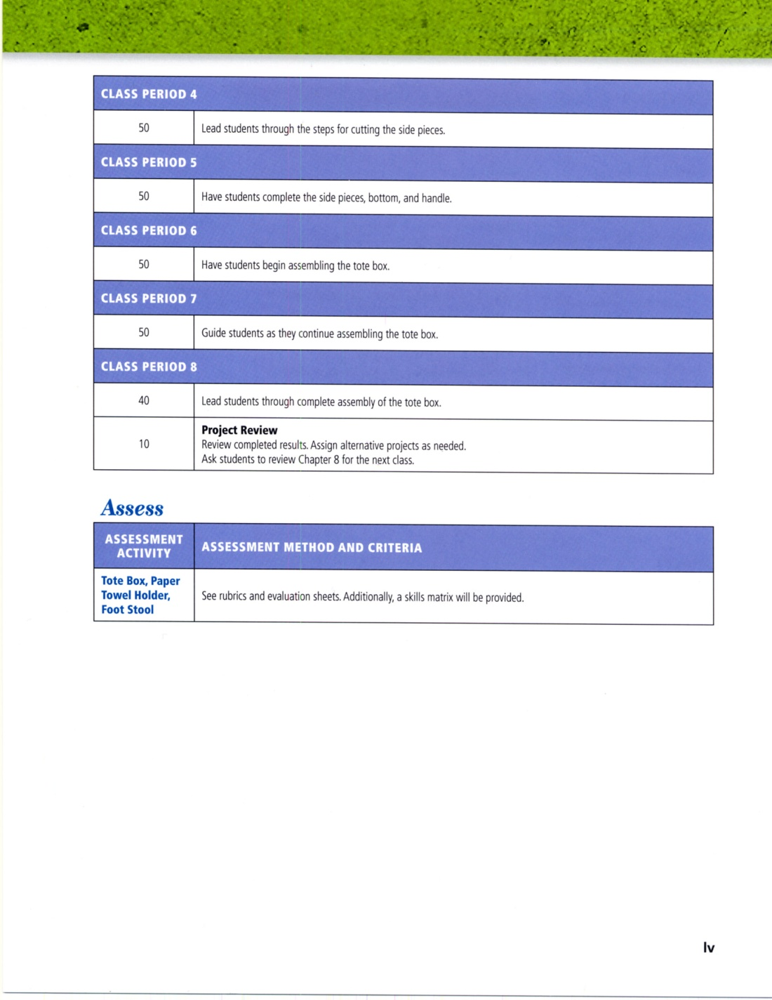 CLASS PERIOD 4
50 Lead students through the steps for cutting the side pieces.
CLASS PERIOD 5
50 Have students complete the side pieces, bottom, and handle.
CLASS PERIOD 6
50 Have students begin assembling the tote box.
CLASS PERIOD 7
50 Guide students as they continue assembling the tote box.
CLASS PERIOD 8
40 Lead students through complete assembly of the tote box.
Project Review
10 Review completed results. Assign alternative projects as needed.
Ask students to review Chapter 8 for the next class.
Assess
ASSESSMENT
ACTIVITY
ASSESSMENT METHOD AND CRITERIA
Tote Box, Paper
Towel Holder,
Foot Stool
See rubrics and evaluation sheets. Additionally, a skills matrix will be provided.
lv